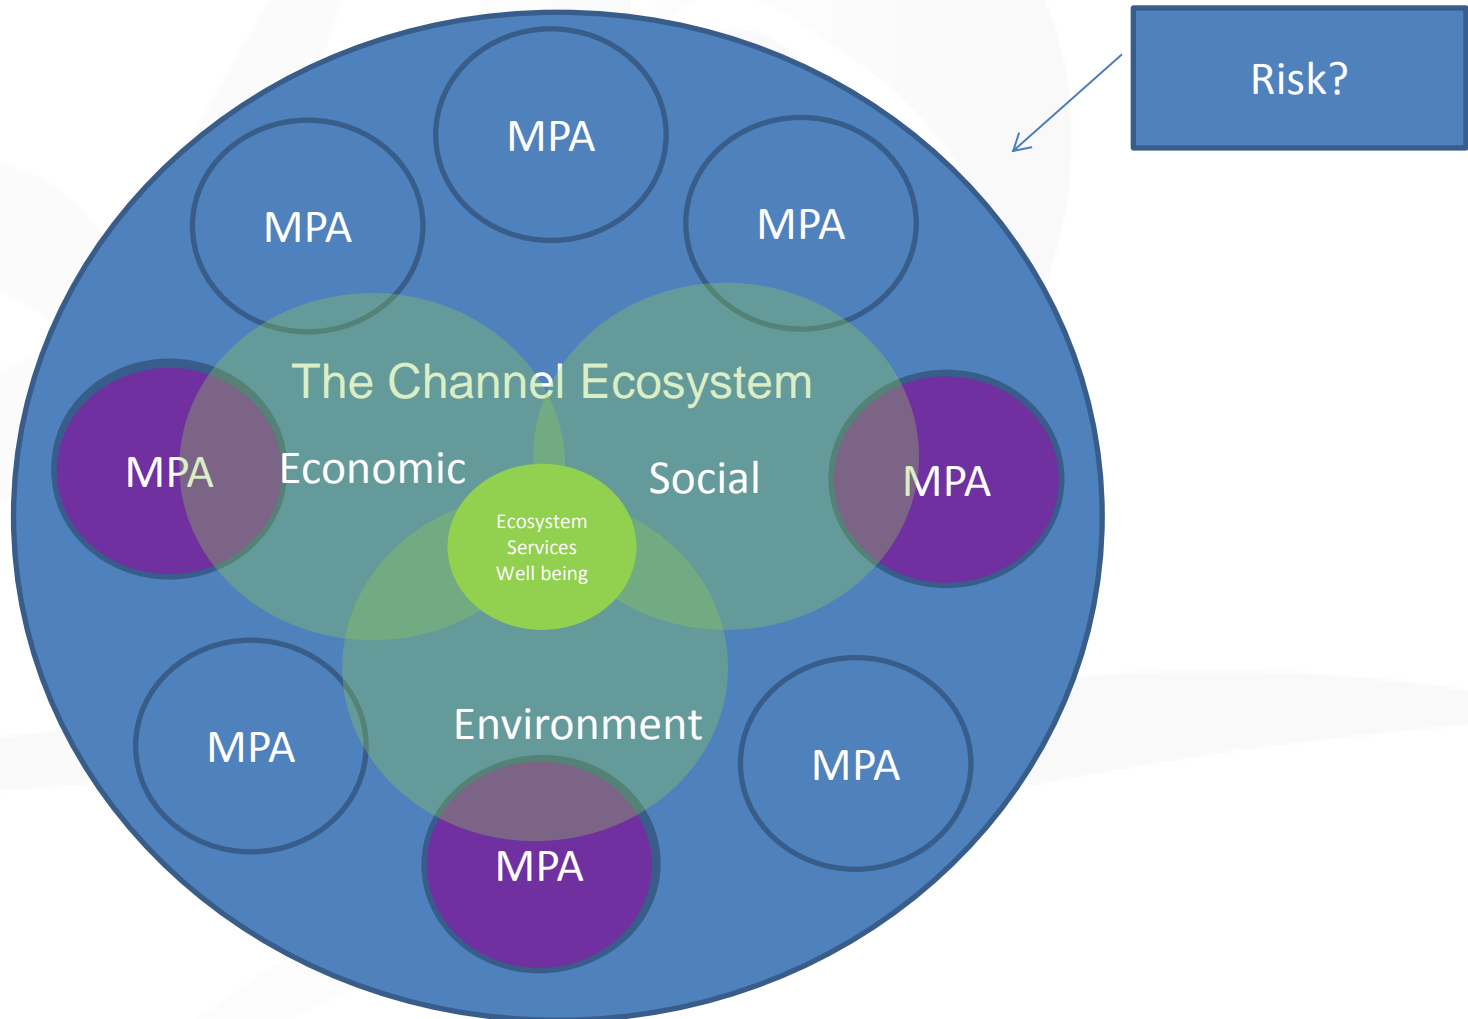 Risk?
MPA
MPA
MPA
The Channel Ecosystem
MPA
Economic
Social
MPA
Ecosystem
Services
Well being
Environment
MPA
MPA
MPA